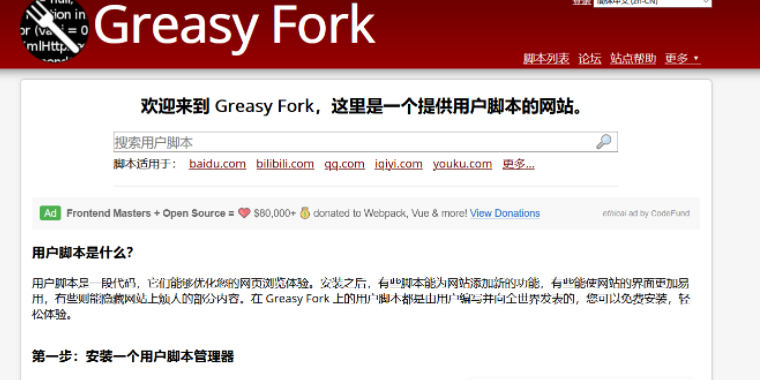 null,
tion in
or (var i = 0
mlHttp
Greasy Fork
登录 简体中文 (zh-CN)
脚本列表 论坛 站点帮助 更多
欢迎来到 Greasy Fork，这里是一个提供用户脚本的网站。
搜索用户脚本
脚本适用于： baidu.com bilibili.com qq.com iqiyi.com youku.com 更多...
Ad Frontend Masters + Open Source = ❤️ $80,000+ 💰 donated to Webpack, Vue & more! View Donations ethical ad by CodeFund
用户脚本是什么？
用户脚本是一段代码，它们能够优化您的网页浏览体验。安装之后，有些脚本能为网站添加新的功能，有些能使网站的界面更加易
用，有些则能隐藏网站上烦人的部分内容。在 Greasy Fork 上的用户脚本都是由用户编写并向全世界发表的，您可以免费安装，轻
松体验。
第一步：安装一个用户脚本管理器